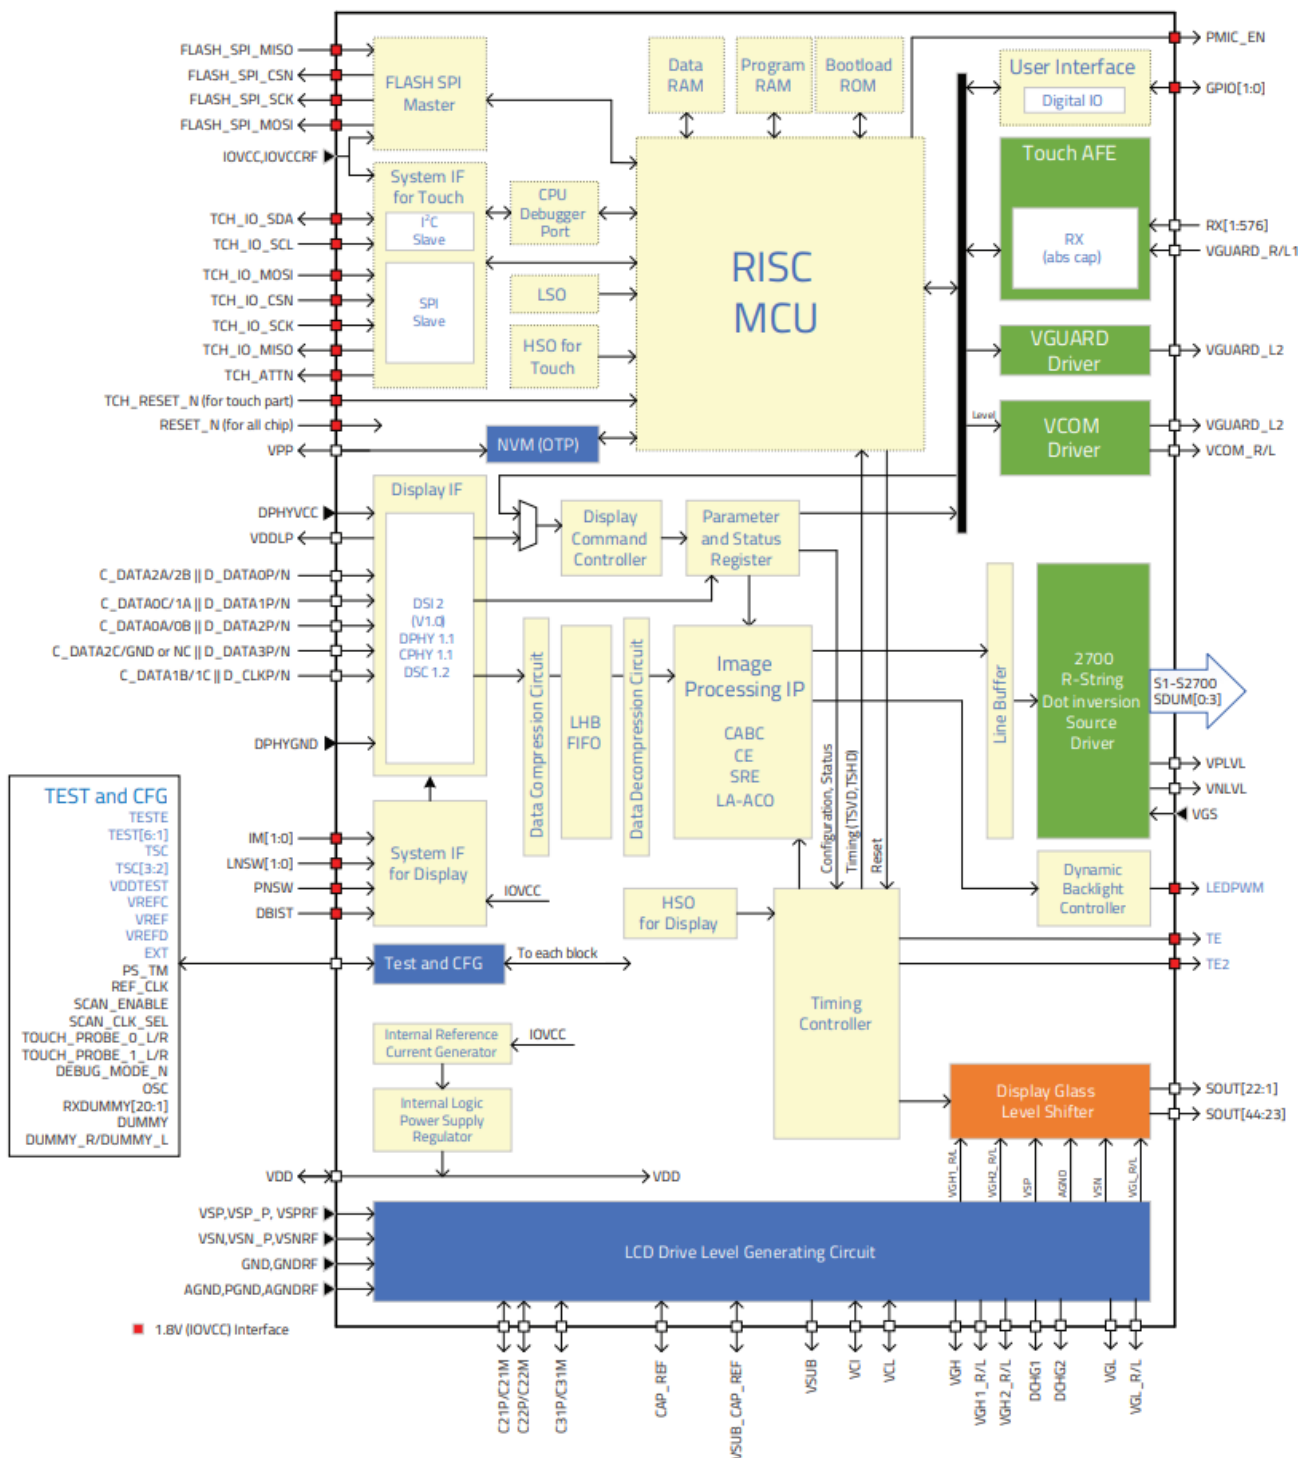 FLASH_SPI_MISO
FLASH_SPI_CSN
FLASH_SPI_SCK
FLASH_SPI_MOSI
IOVCC,IOVCCRF
TCH_IO_SDA
TCH_IO_SCL
TCH_IO_MOSI
TCH_IO_CSN
TCH_IO_SCK
TCH_IO_MISO
TCH_ATTN
TCH_RESET_N (for touch part)
RESET_N (for all chip)
VPP
DPHYVCC
VDDLP
C_DATA2A/2B || D_DATA0P/N
C_DATA0C/1A || D_DATA1P/N
C_DATA0A/0B || D_DATA2P/N
C_DATA2C/GND or NC || D_DATA3P/N
C_DATA1B/1C || D_CLKP/N
DPHYGND
IM[1:0]
LNSW[1:0]
PNSW
DBIST
TEST and CFG
TESTE
TEST[6:1]
TSC
TSC[3:2]
VDDTEST
VREFC
VREF
VREFD
EXT
PS_TM
REF_CLK
SCAN_ENABLE
SCAN_CLK_SEL
TOUCH_PROBE_0_L/R
TOUCH_PROBE_1_L/R
DEBUG_MODE_N
OSC
RXDUMMY[20:1]
DUMMY
DUMMY_R/DUMMY_L
VDD
VSP,VSP_P, VSPRF
VSN,VSN_P,VSNRF
GND,GNDRF
AGND,PGND,AGNDRF
1.8V (IOVCC) Interface
FLASH SPI
Master
System IF
for Touch
I²C
Slave
SPI
Slave
CPU
Debugger
Port
LSO
HSO for
Touch
NVM (OTP)
Data
RAM
Program
RAM
Bootload
ROM
RISC
MCU
User Interface
Digital IO
Touch AFE
RX
(abs cap)
VGUARD
Driver
Level
VCOM
Driver
PMIC_EN
GPIO[1:0]
RX[1:576]
VGUARD_R/L1
VGUARD_L2
VGUARD_L2
VCOM_R/L
Display IF
DSI 2
(V1.0)
DPHY 1.1
CPHY 1.1
DSC 1.2
Display
Command
Controller
Parameter
and Status
Register
Data Compression Circuit
LHB
FIFO
Data Decompression Circuit
Image
Processing IP
CABC
CE
SRE
LA-ACO
Configuration, Status
Timing (TSVD,TSHD)
Reset
Line Buffer
2700
R-String
Dot inversion
Source
Driver
S1-S2700
SDUM[0:3]
VPLVL
VNLVL
VGS
System IF
for Display
IOVCC
HSO
for Display
Dynamic
Backlight
Controller
LEDPWM
TE
TE2
Test and CFG
To each block
Timing
Controller
Internal Reference
Current Generator
IOVCC
Internal Logic
Power Supply
Regulator
VDD
Display Glass
Level Shifter
SOUT[22:1]
SOUT[44:23]
VGH1_R/L
VGH2_R/L
VSP
AGND
VSN
VGL_R/L
LCD Drive Level Generating Circuit
C21P/C21M
C22P/C22M
C31P/C31M
CAP_REF
VSUB_CAP_REF
VSUB
VCI
VCL
VGH
VGH1_R/L
VGH2_R/L
DCHG1
DCHG2
VGL
VGL_R/L